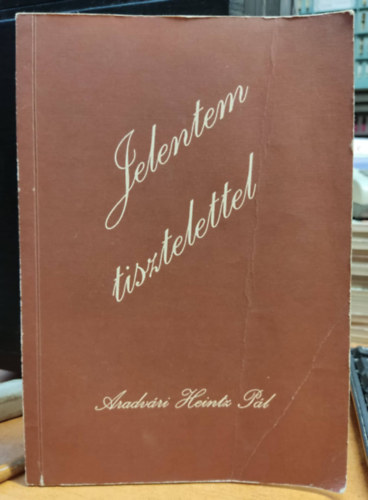 Jelentem
tisztelettel
Aradvári Heintz Pál